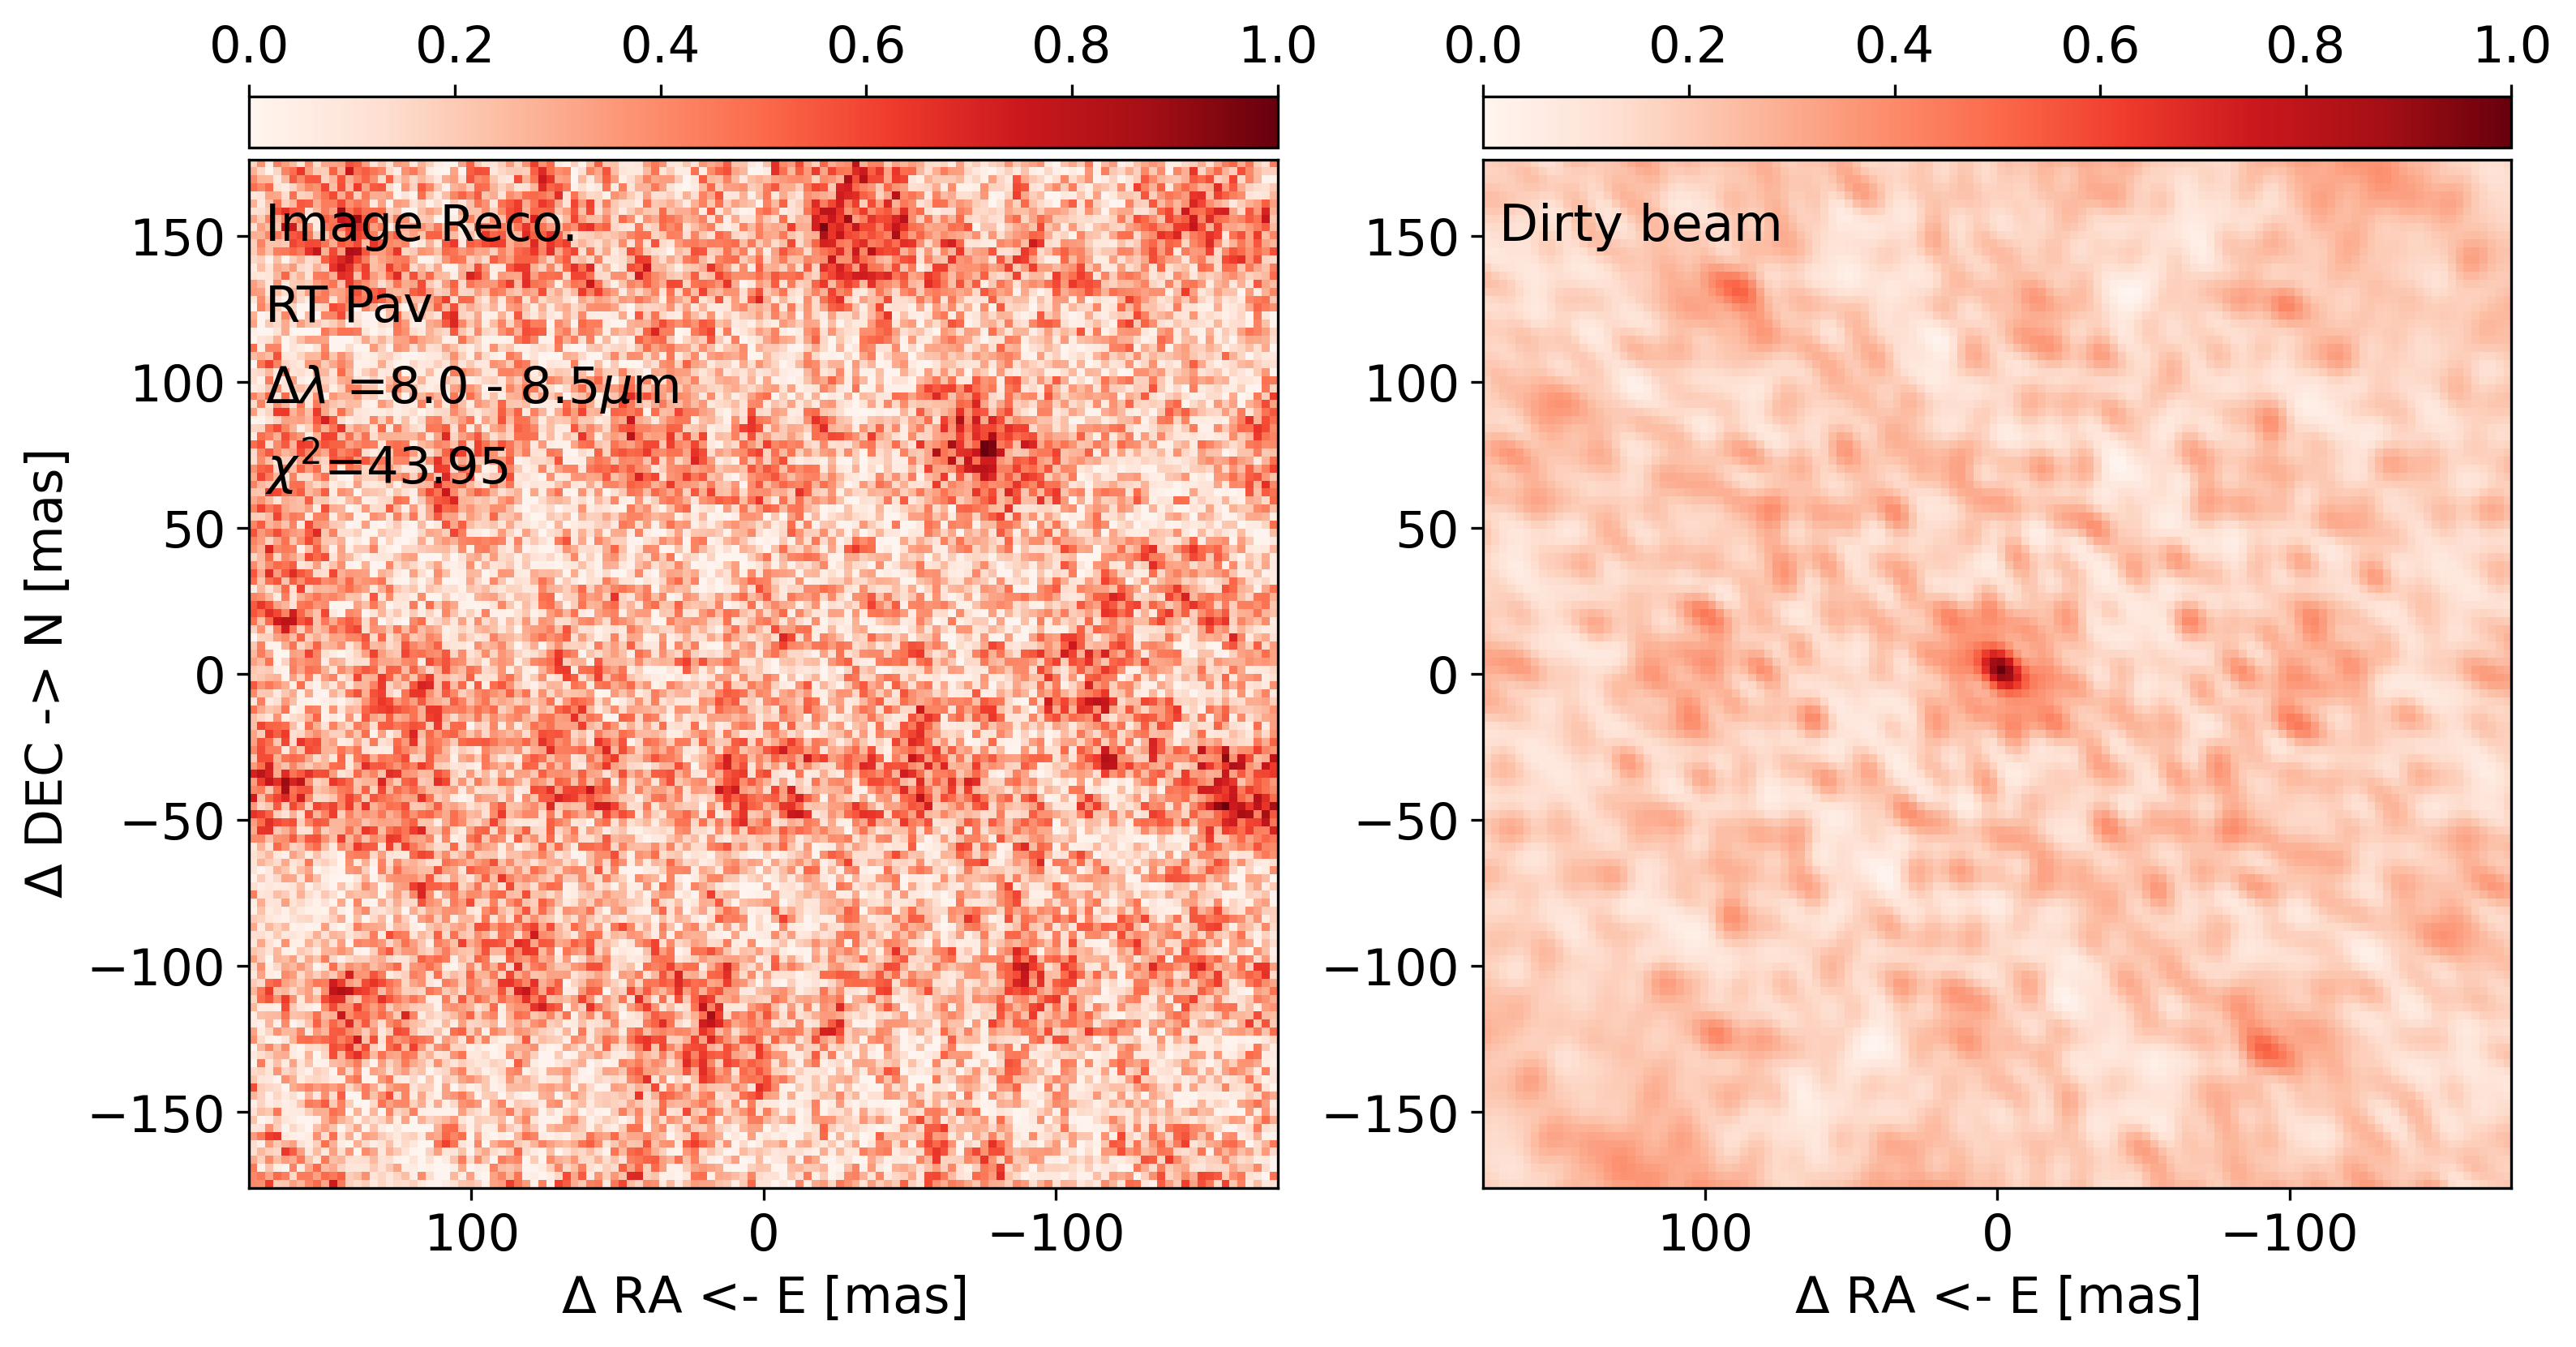 0.0 0.2 0.4 0.6 0.8 1.0
0.0 0.2 0.4 0.6 0.8 1.0
Image Reco.
RT Pav
Δλ =8.0 - 8.5μm
χ²=43.95
150
100
50
0
−50
−100
−150
Δ DEC -> N [mas]
100 0 −100
Δ RA <- E [mas]
Dirty beam
150
100
50
0
−50
−100
−150
100 0 −100
Δ RA <- E [mas]